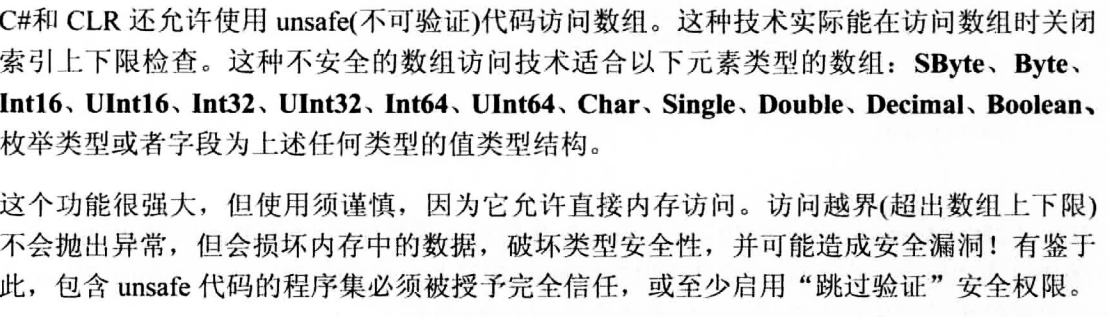 C#和 CLR 还允许使用 unsafe(不可验证)代码访问数组。这种技术实际能在访问数组时关闭
索引上下限检查。这种不安全的数组访问技术适合以下元素类型的数组：SByte、Byte、
Int16、UInt16、Int32、UInt32、Int64、UInt64、Char、Single、Double、Decimal、Boolean、
枚举类型或者字段为上述任何类型的值类型结构。
这个功能很强大，但使用须谨慎，因为它允许直接内存访问。访问越界(超出数组上下限)
不会抛出异常，但会损坏内存中的数据，破坏类型安全性，并可能造成安全漏洞！有鉴于
此，包含 unsafe 代码的程序集必须被授予完全信任，或至少启用“跳过验证”安全权限。